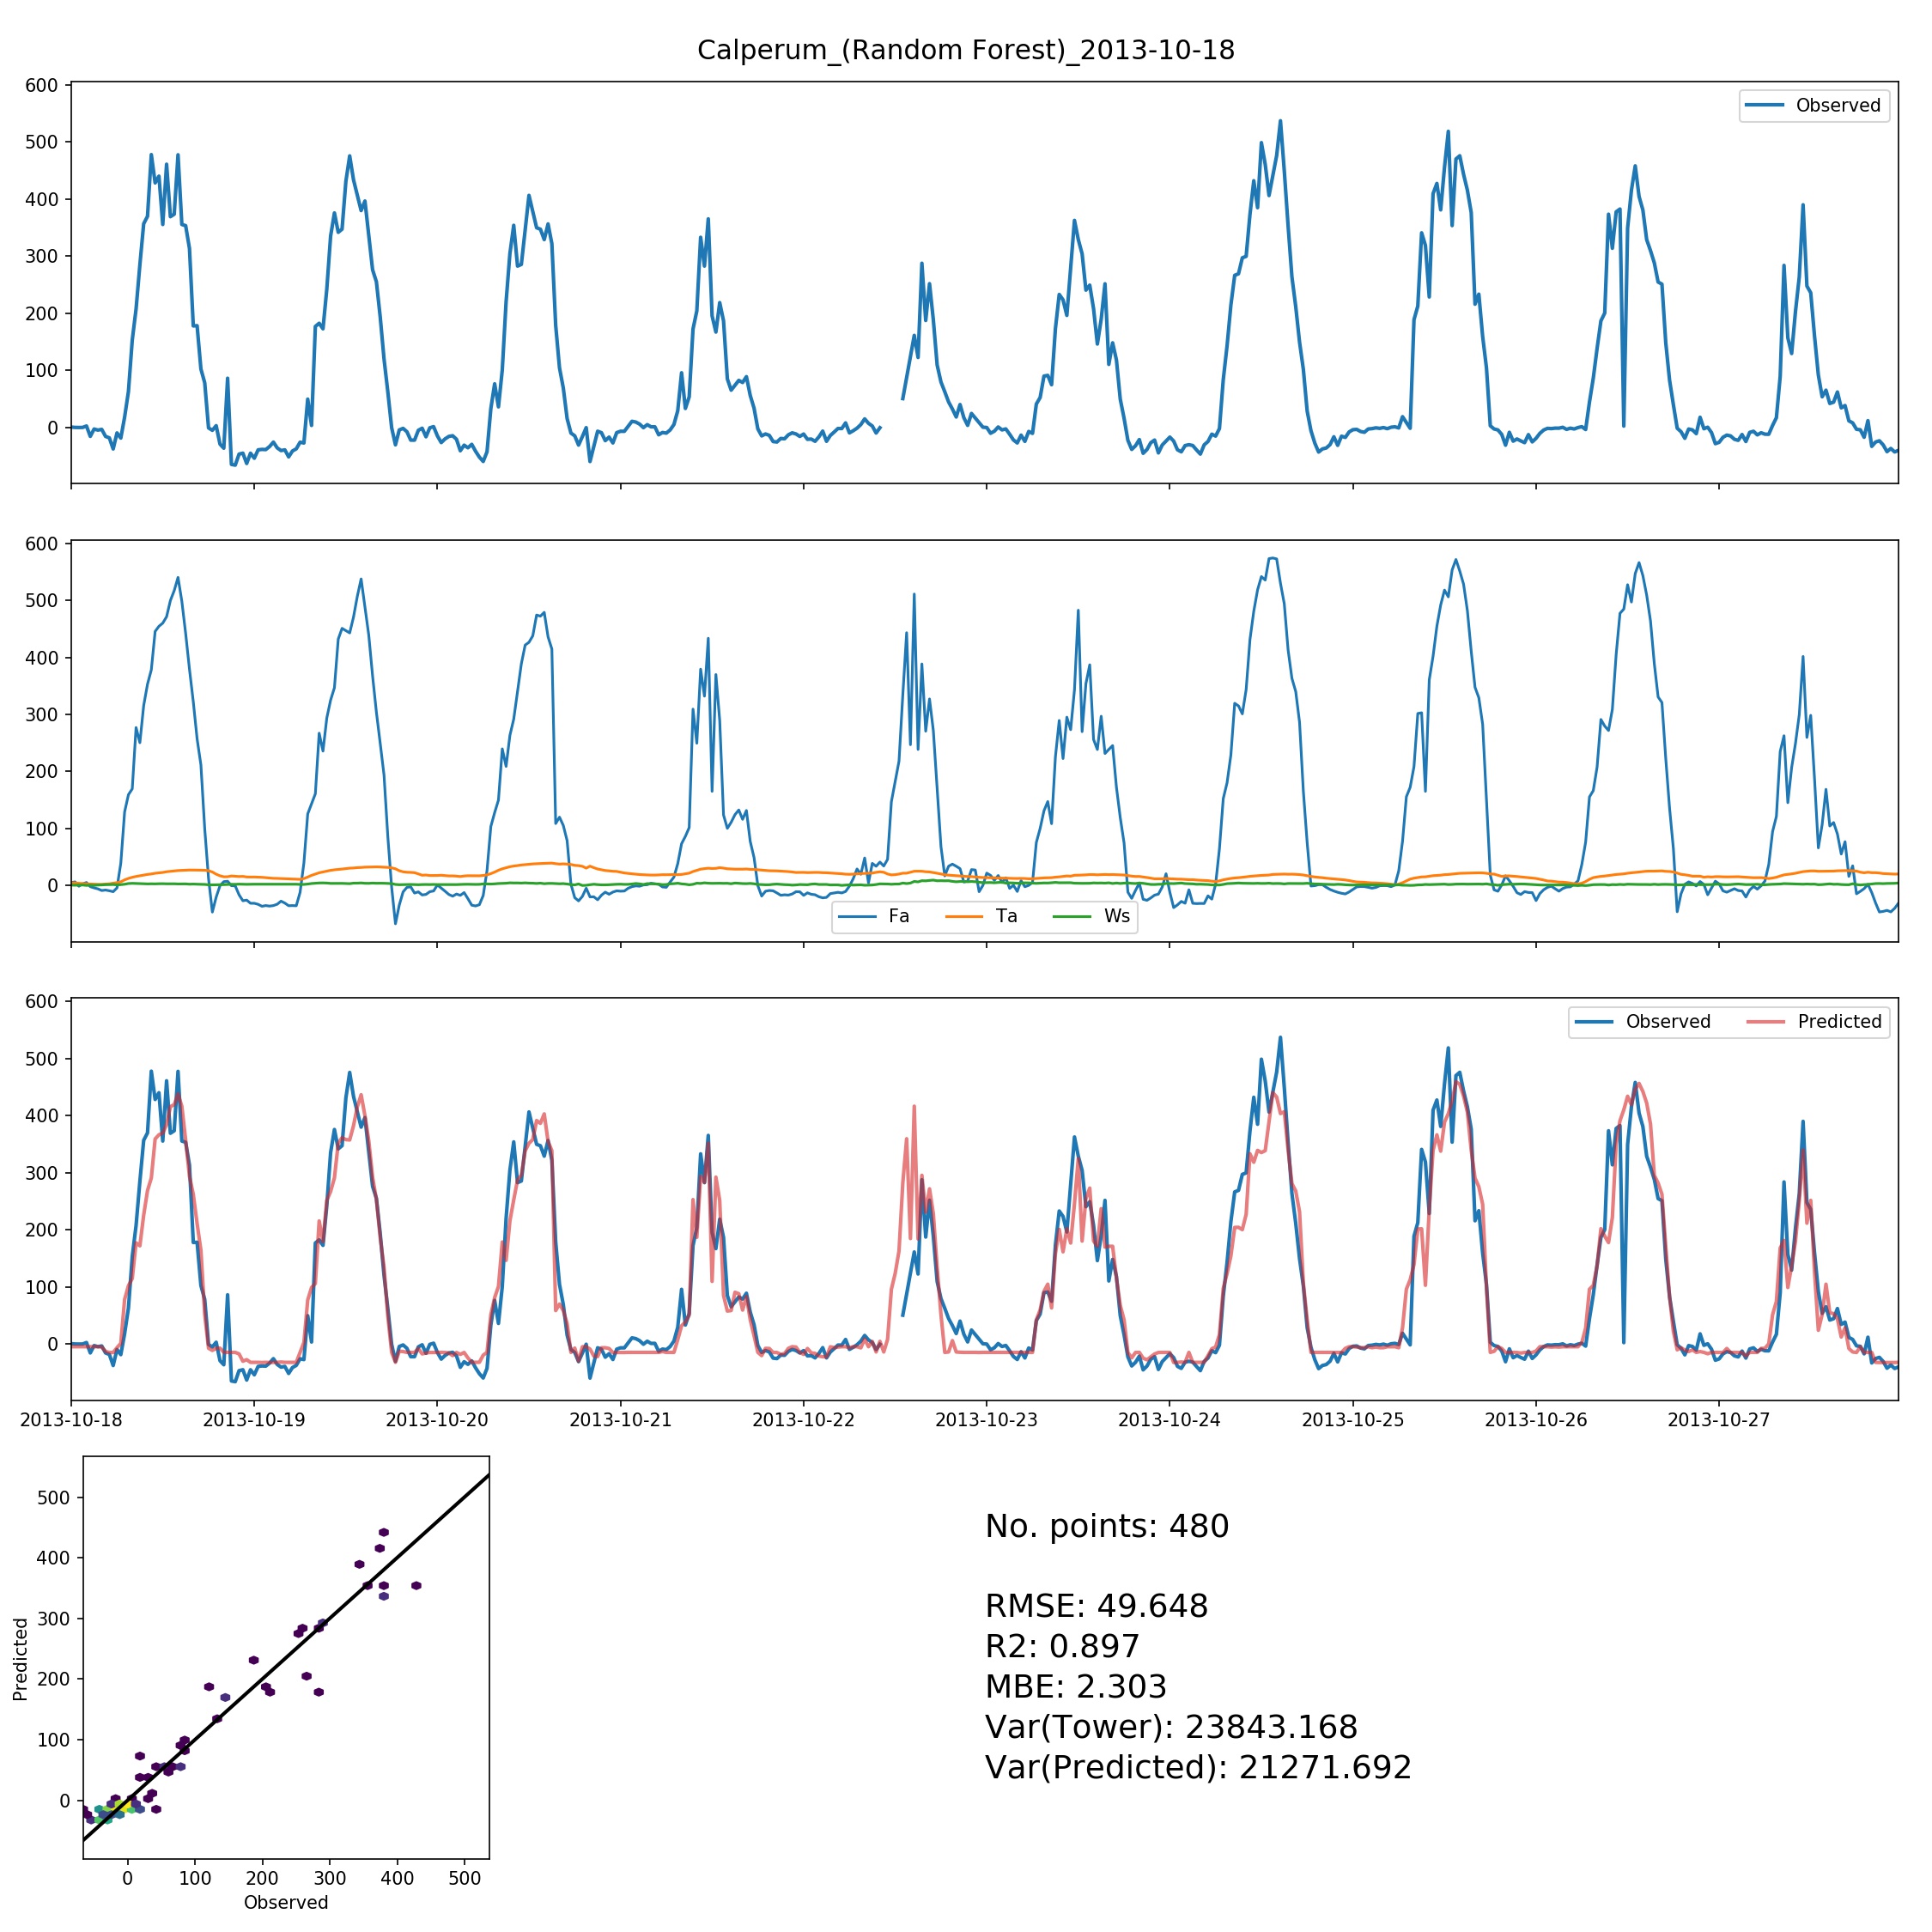 Calperum_(Random Forest)_2013-10-18
600
500
400
300
200
100
0
Observed
600
500
400
300
200
100
0
Fa Ta Ws
600
500
400
300
200
100
0
Observed Predicted
2013-10-18 2013-10-19 2013-10-20 2013-10-21 2013-10-22 2013-10-23 2013-10-24 2013-10-25 2013-10-26 2013-10-27
Predicted
500
400
300
200
100
0
0 100 200 300 400 500
Observed
No. points: 480
RMSE: 49.648
R2: 0.897
MBE: 2.303
Var(Tower): 23843.168
Var(Predicted): 21271.692